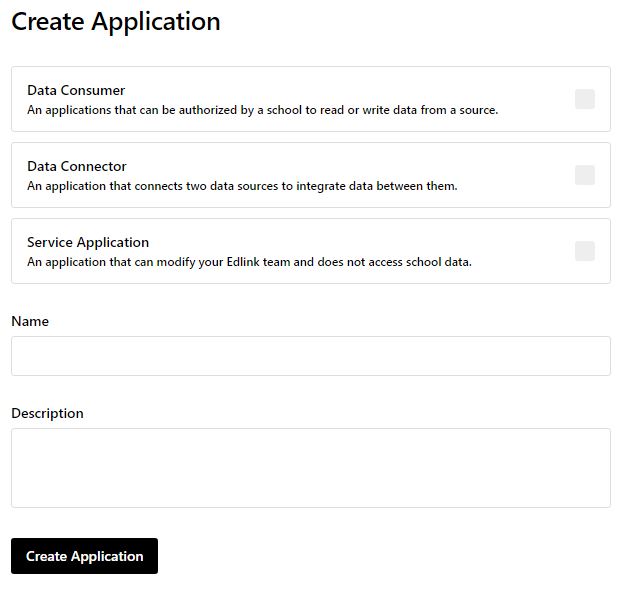 Create Application
Data Consumer
An applications that can be authorized by a school to read or write data from a source.
Data Connector
An application that connects two data sources to integrate data between them.
Service Application
An application that can modify your Edlink team and does not access school data.
Name
Description
Create Application